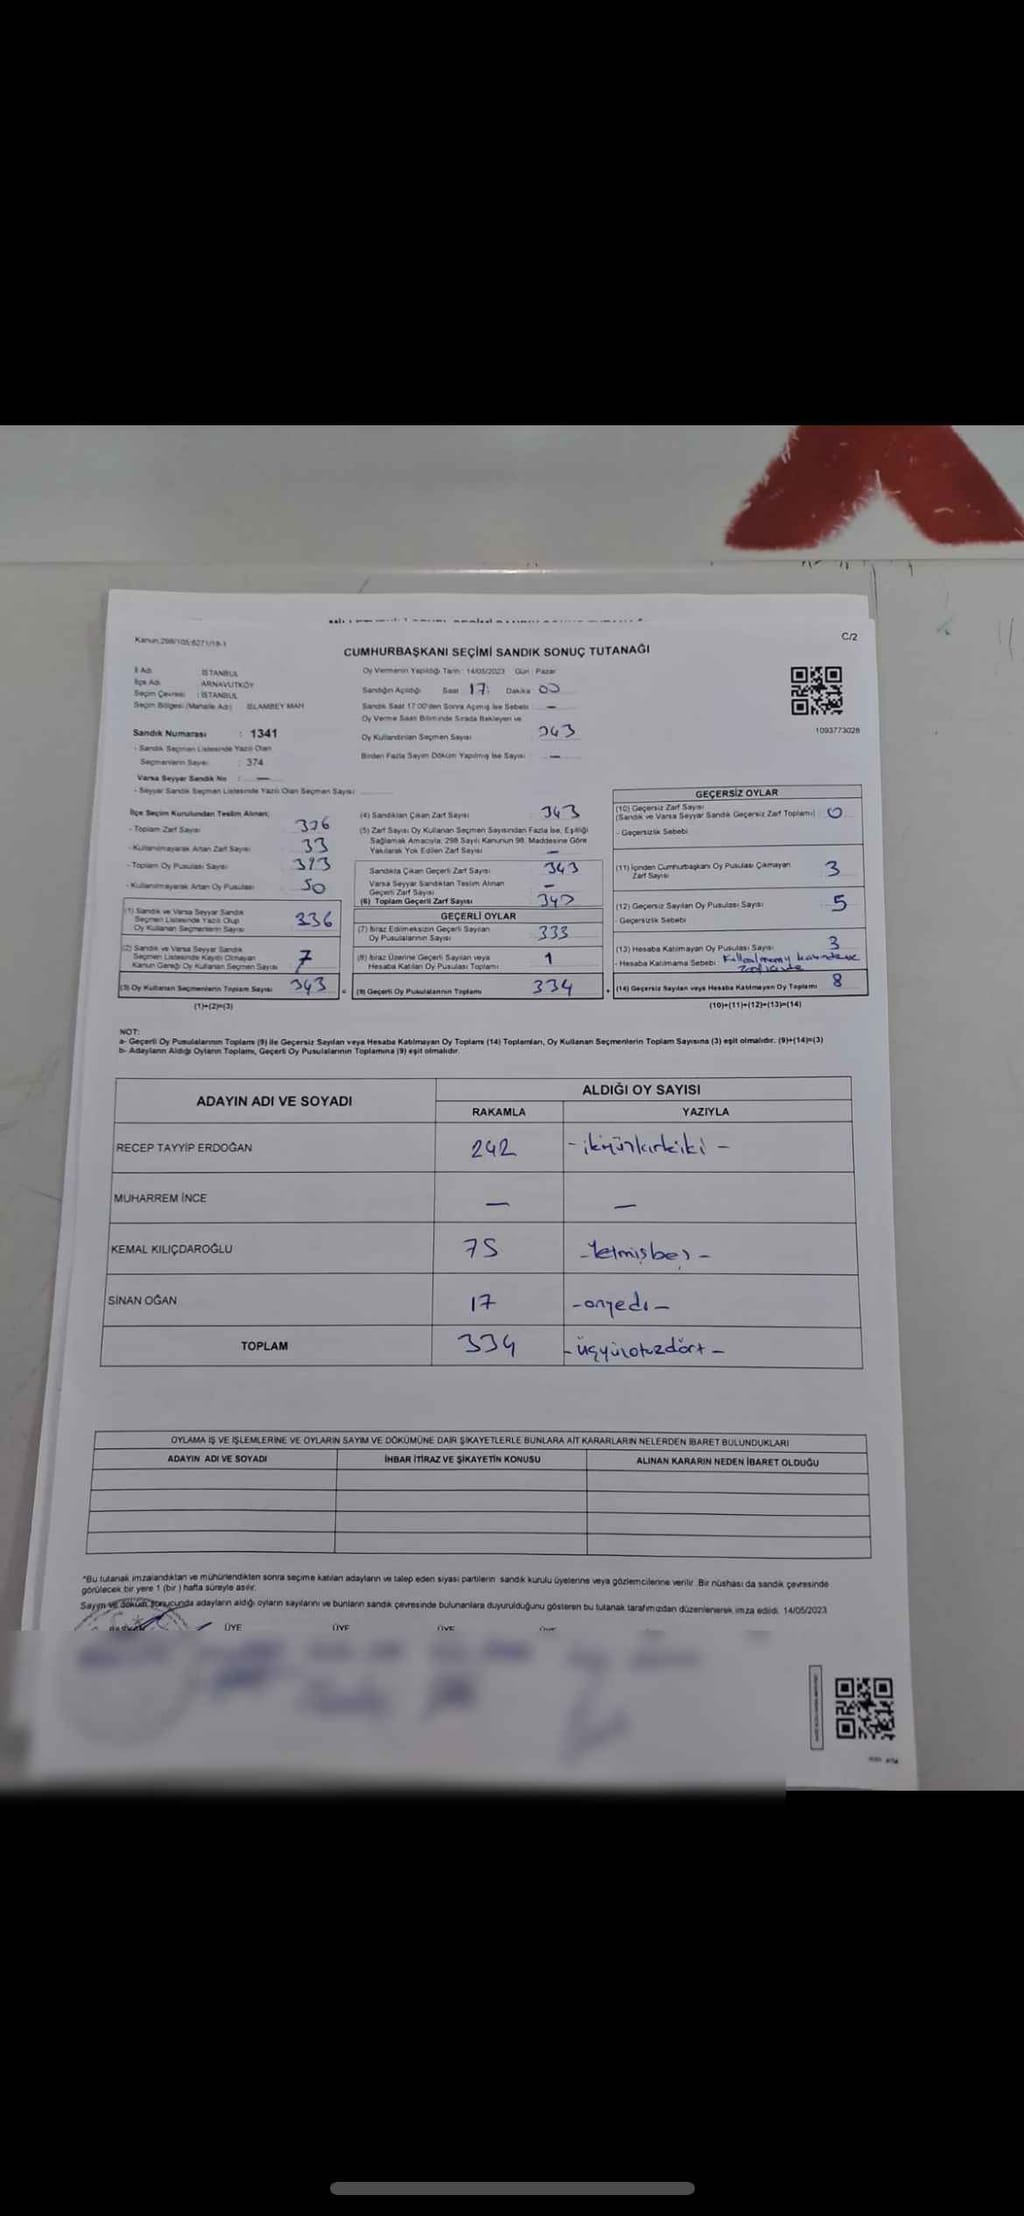 Kanun:298/105:6271/19-1
C/2
CUMHURBAŞKANI SEÇİMİ SANDIK SONUÇ TUTANAĞI
İl Adı : İSTANBUL
İlçe Adı : ARNAVUTKÖY
Seçim Çevresi : İSTANBUL
Seçim Bölgesi (Mahalle Adı) : İSLAMBEY MAH
Oy Vermenin Yapıldığı Tarih : 14/05/2023 Gün : Pazar
Sandığın Açıldığı Saat 17: Dakika 00
Sandık Saat 17:00'den Sonra Açılmış İse Sebebi : —
Oy Verme Saati Bitiminde Sırada Bekleyen ve
Oy Kullandırılan Seçmen Sayısı 343
Birden Fazla Sayım Döküm Yapılmış İse Sayısı : —
1093773028
Sandık Numarası : 1341
- Sandık Seçmen Listesinde Yazılı Olan
Seçmenlerin Sayısı : 374
Varsa Seyyar Sandık No : —
- Seyyar Sandık Seçmen Listesinde Yazılı Olan Seçmen Sayısı
İlçe Seçim Kurulundan Teslim Alınan;
- Toplam Zarf Sayısı 376
- Kullanılmayarak Artan Zarf Sayısı 33
- Toplam Oy Pusulası Sayısı 393
- Kullanılmayarak Artan Oy Pusulası 50
(1) Sandık ve Varsa Seyyar Sandık
Seçmen Listesinde Yazılı Olup
Oy Kullanan Seçmenlerin Sayısı 336
(2) Sandık ve Varsa Seyyar Sandık
Seçmen Listesinde Kayıtlı Olmayan
Kanun Gereği Oy Kullanan Seçmen Sayısı 7
(3) Oy Kullanan Seçmenlerin Toplam Sayısı 343 =
(1)+(2)=(3)
(4) Sandıktan Çıkan Zarf Sayısı 343
(5) Zarf Sayısı Oy Kullanan Seçmen Sayısından Fazla İse, Eşitliği
Sağlamak Amacıyla; 298 Sayılı Kanunun 98. Maddesine Göre
Yakılarak Yok Edilen Zarf Sayısı —
Sandıkta Çıkan Geçerli Zarf Sayısı 343
Varsa Seyyar Sandıktan Teslim Alınan
Geçerli Zarf Sayısı —
(6) Toplam Geçerli Zarf Sayısı 343
GEÇERLİ OYLAR
(7) İtiraz Edilmeksizin Geçerli Sayılan
Oy Pusulalarının Sayısı 333
(8) İtiraz Üzerine Geçerli Sayılan veya
Hesaba Katılan Oy Pusulası Toplamı 1
(9) Geçerli Oy Pusulalarının Toplamı 334 +
GEÇERSİZ OYLAR
(10) Geçersiz Zarf Sayısı
(Sandık ve Varsa Seyyar Sandık Geçersiz Zarf Toplamı) 0
- Geçersizlik Sebebi
(11) İçinden Cumhurbaşkanı Oy Pusulası Çıkmayan
Zarf Sayısı 3
(12) Geçersiz Sayılan Oy Pusulası Sayısı 5
- Geçersizlik Sebebi
(13) Hesaba Katılmayan Oy Pusulası Sayısı 3
- Hesaba Katılmama Sebebi
(14) Geçersiz Sayılan veya Hesaba Katılmayan Oy Toplamı 8
(10)+(11)+(12)+(13)=(14)
NOT:
a- Geçerli Oy Pusulalarının Toplamı (9) ile Geçersiz Sayılan veya Hesaba Katılmayan Oy Toplamı (14) Toplamları, Oy Kullanan Seçmenlerin Toplam Sayısına (3) eşit olmalıdır. (9)+(14)=(3)
b- Adayların Aldığı Oyların Toplamı, Geçerli Oy Pusulalarının Toplamına (9) eşit olmalıdır.
ADAYIN ADI VE SOYADI
ALDIĞI OY SAYISI
RAKAMLA YAZIYLA
RECEP TAYYİP ERDOĞAN 242 - ikiyüzkırkiki -
MUHARREM İNCE — —
KEMAL KILIÇDAROĞLU 75 - Yetmişbeş -
SİNAN OĞAN 17 - onyedi -
TOPLAM 334 - üçyüzotuzdört -
OYLAMA İŞ VE İŞLEMLERİNE VE OYLARIN SAYIM VE DÖKÜMÜNE DAİR ŞİKAYETLERLE BUNLARA AİT KARARLARIN NELERDEN İBARET BULUNDUKLARI
ADAYIN ADI VE SOYADI İHBAR İTİRAZ VE ŞİKAYETİN KONUSU ALINAN KARARIN NEDEN İBARET OLDUĞU
*Bu tutanak imzalandıktan ve mühürlendikten sonra seçime katılan adayların ve talep eden siyasi partilerin sandık kurulu üyelerine veya gözlemcilerine verilir. Bir nüshası da sandık çevresinde
görülecek bir yere 1 (bir) hafta süreyle asılır.
Sayım ve döküm sonucunda adayların aldığı oyların sayılarını ve bunların sandık çevresinde bulunanlara duyurulduğunu gösteren bu tutanak tarafımızdan düzenlenerek imza edildi. 14/05/2023
ÜYE ÜYE ÜYE ÜYE